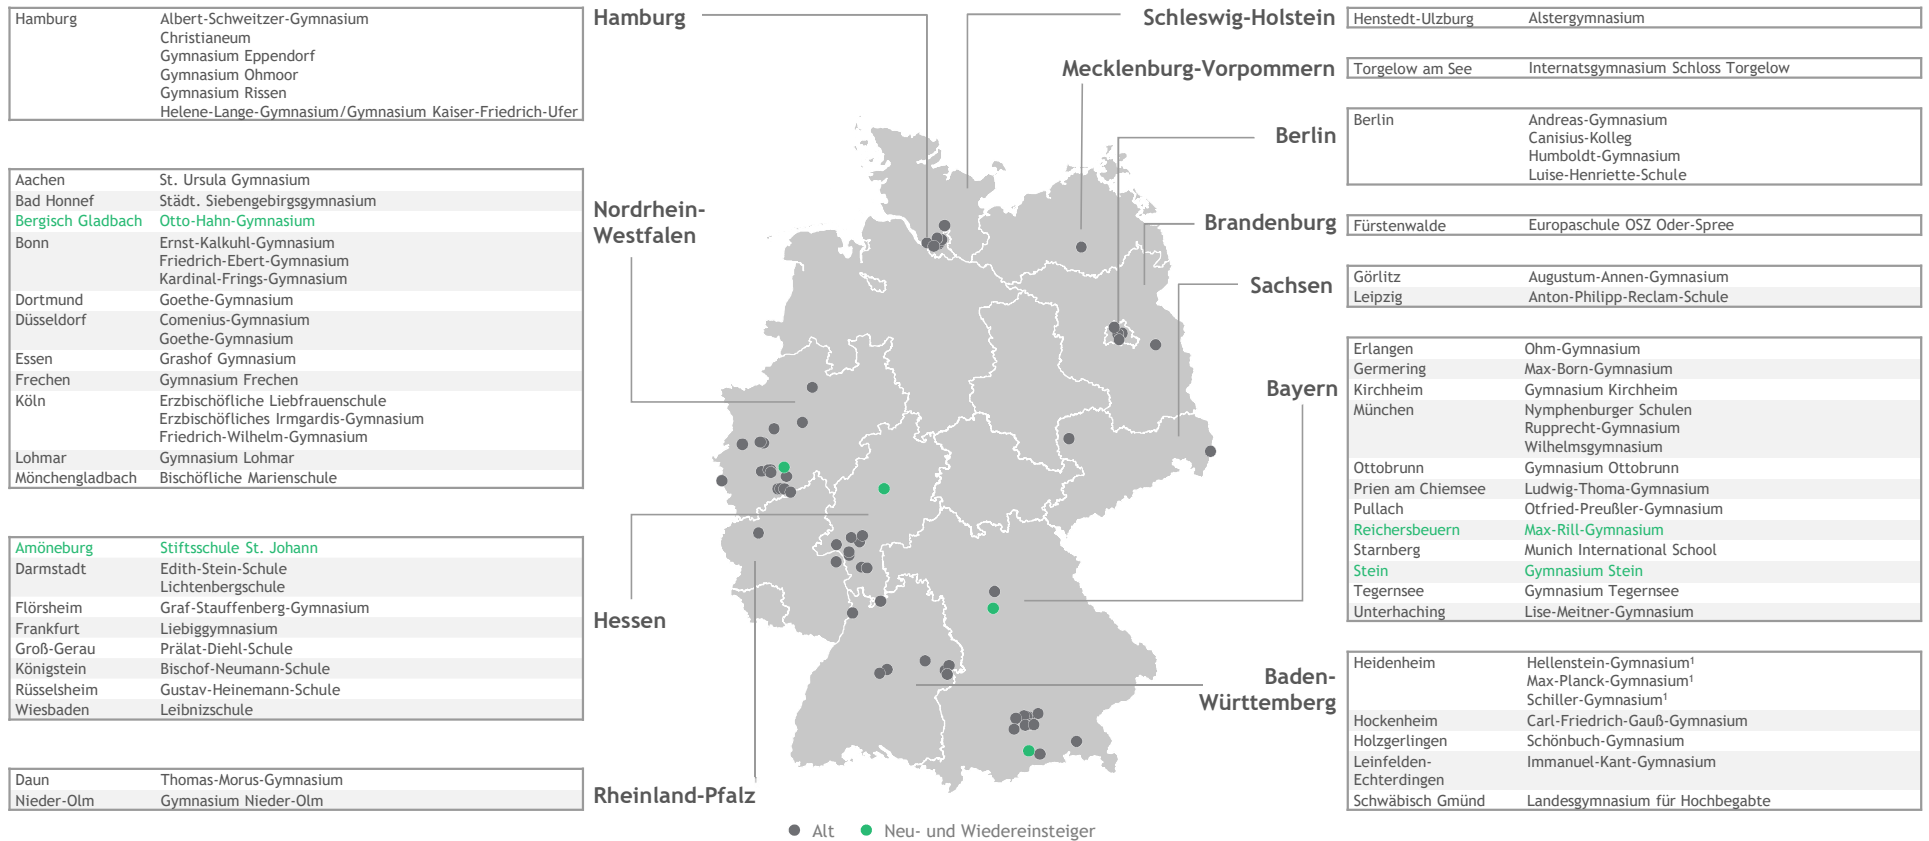 Hamburg Albert-Schweitzer-Gymnasium
Christianeum
Gymnasium Eppendorf
Gymnasium Ohmoor
Gymnasium Rissen
Helene-Lange-Gymnasium/Gymnasium Kaiser-Friedrich-Ufer
Hamburg
Aachen St. Ursula Gymnasium
Bad Honnef Städt. Siebengebirgsgymnasium
Bergisch Gladbach Otto-Hahn-Gymnasium
Bonn Ernst-Kalkuhl-Gymnasium
Friedrich-Ebert-Gymnasium
Kardinal-Frings-Gymnasium
Dortmund Goethe-Gymnasium
Düsseldorf Comenius-Gymnasium
Goethe-Gymnasium
Essen Grashof Gymnasium
Frechen Gymnasium Frechen
Köln Erzbischöfliche Liebfrauenschule
Erzbischöfliches Irmgardis-Gymnasium
Friedrich-Wilhelm-Gymnasium
Lohmar Gymnasium Lohmar
Mönchengladbach Bischöfliche Marienschule
Nordrhein-
Westfalen
Amöneburg Stiftsschule St. Johann
Darmstadt Edith-Stein-Schule
Lichtenbergschule
Flörsheim Graf-Stauffenberg-Gymnasium
Frankfurt Liebiggymnasium
Groß-Gerau Prälat-Diehl-Schule
Königstein Bischof-Neumann-Schule
Rüsselsheim Gustav-Heinemann-Schule
Wiesbaden Leibnizschule
Hessen
Daun Thomas-Morus-Gymnasium
Nieder-Olm Gymnasium Nieder-Olm
Rheinland-Pfalz
Schleswig-Holstein
Henstedt-Ulzburg Alstergymnasium
Mecklenburg-Vorpommern
Torgelow am See Internatsgymnasium Schloss Torgelow
Berlin
Berlin Andreas-Gymnasium
Canisius-Kolleg
Humboldt-Gymnasium
Luise-Henriette-Schule
Brandenburg
Fürstenwalde Europaschule OSZ Oder-Spree
Sachsen
Görlitz Augustum-Annen-Gymnasium
Leipzig Anton-Philipp-Reclam-Schule
Bayern
Erlangen Ohm-Gymnasium
Germering Max-Born-Gymnasium
Kirchheim Gymnasium Kirchheim
München Nymphenburger Schulen
Rupprecht-Gymnasium
Wilhelmsgymnasium
Ottobrunn Gymnasium Ottobrunn
Prien am Chiemsee Ludwig-Thoma-Gymnasium
Pullach Otfried-Preußler-Gymnasium
Reichersbeuern Max-Rill-Gymnasium
Starnberg Munich International School
Stein Gymnasium Stein
Tegernsee Gymnasium Tegernsee
Unterhaching Lise-Meitner-Gymnasium
Baden-
Württemberg
Heidenheim Hellenstein-Gymnasium¹
Max-Planck-Gymnasium¹
Schiller-Gymnasium¹
Hockenheim Carl-Friedrich-Gauß-Gymnasium
Holzgerlingen Schönbuch-Gymnasium
Leinfelden- Immanuel-Kant-Gymnasium
Echterdingen
Schwäbisch Gmünd Landesgymnasium für Hochbegabte
Alt Neu- und Wiedereinsteiger